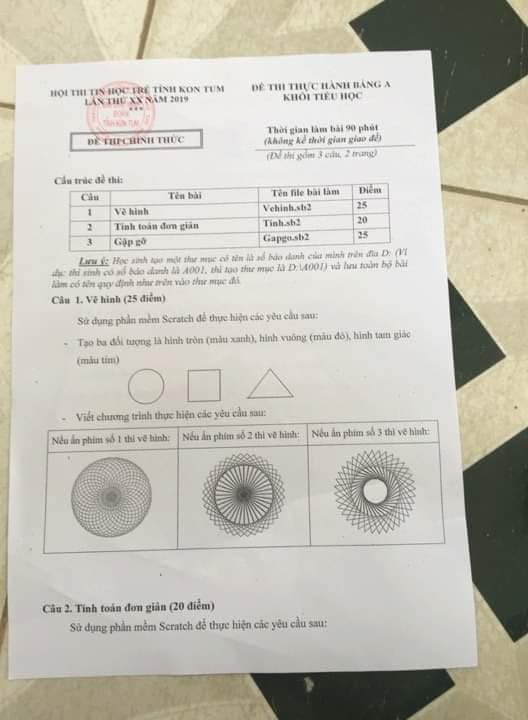 HỘI THI TIN HỌC TRẺ TỈNH KON TUM
LẦN THỨ XX NĂM 2019
***
ĐỀ THI CHÍNH THỨC
ĐỀ THI THỰC HÀNH BẢNG A
KHỐI TIỂU HỌC
Thời gian làm bài 90 phút
(không kể thời gian giao đề)
(Đề thi gồm 3 câu, 2 trang)
Cấu trúc đề thi:
Câu Tên bài Tên file bài làm Điểm
1 Vẽ hình Vehinh.sb2 25
2 Tính toán đơn giản Tinh.sb2 20
3 Gặp gỡ Gapgo.sb2 25
Lưu ý: Học sinh tạo một thư mục có tên là số báo danh của mình trên đĩa D: (Ví
dụ: thí sinh có số báo danh là A001, thì tạo thư mục là D:\A001) và lưu toàn bộ bài
làm có tên quy định như trên vào thư mục đó.
Câu 1. Vẽ hình (25 điểm)
Sử dụng phần mềm Scratch để thực hiện các yêu cầu sau:
- Tạo ba đối tượng là hình tròn (màu xanh), hình vuông (màu đỏ), hình tam giác
(màu tím)
- Viết chương trình thực hiện các yêu cầu sau:
Nếu ấn phím số 1 thì vẽ hình: Nếu ấn phím số 2 thì vẽ hình: Nếu ấn phím số 3 thì vẽ hình:
Câu 2. Tính toán đơn giản (20 điểm)
Sử dụng phần mềm Scratch để thực hiện các yêu cầu sau: